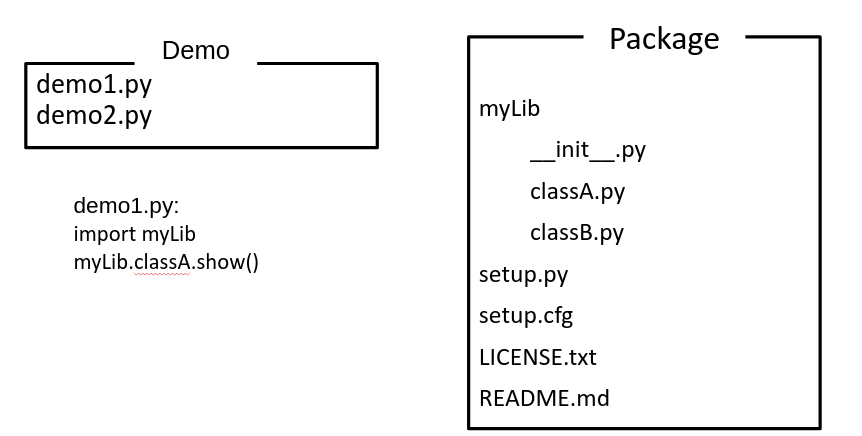 Demo
demo1.py
demo2.py
demo1.py:
import myLib
myLib.classA.show()
Package
myLib
__init__.py
classA.py
classB.py
setup.py
setup.cfg
LICENSE.txt
README.md